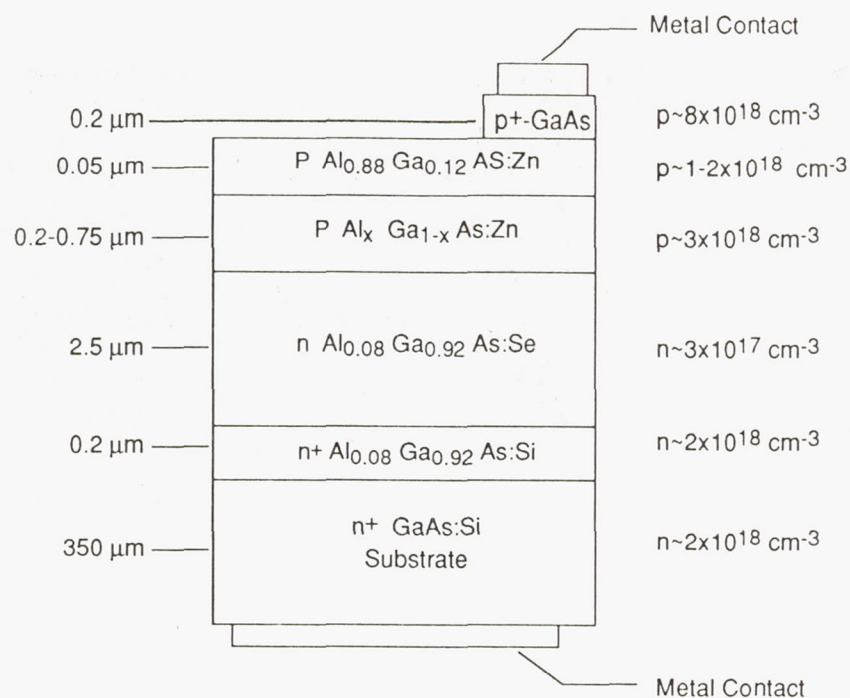 Metal Contact
0.2 μm p+-GaAs p~8x10^18 cm-3
0.05 μm P Al0.88 Ga0.12 AS:Zn p~1-2x10^18 cm-3
0.2-0.75 μm P Alx Ga1-x As:Zn p~3x10^18 cm-3
2.5 μm n Al0.08 Ga0.92 As:Se n~3x10^17 cm-3
0.2 μm n+ Al0.08 Ga0.92 As:Si n~2x10^18 cm-3
350 μm n+ GaAs:Si n~2x10^18 cm-3
Substrate
Metal Contact